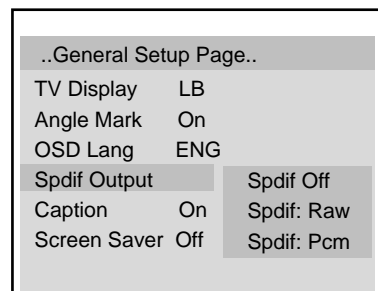 ..General Setup Page..
TV Display LB
Angle Mark On
OSD Lang ENG
Spdif Output Spdif Off
Caption On Spdif: Raw
Screen Saver Off Spdif: Pcm